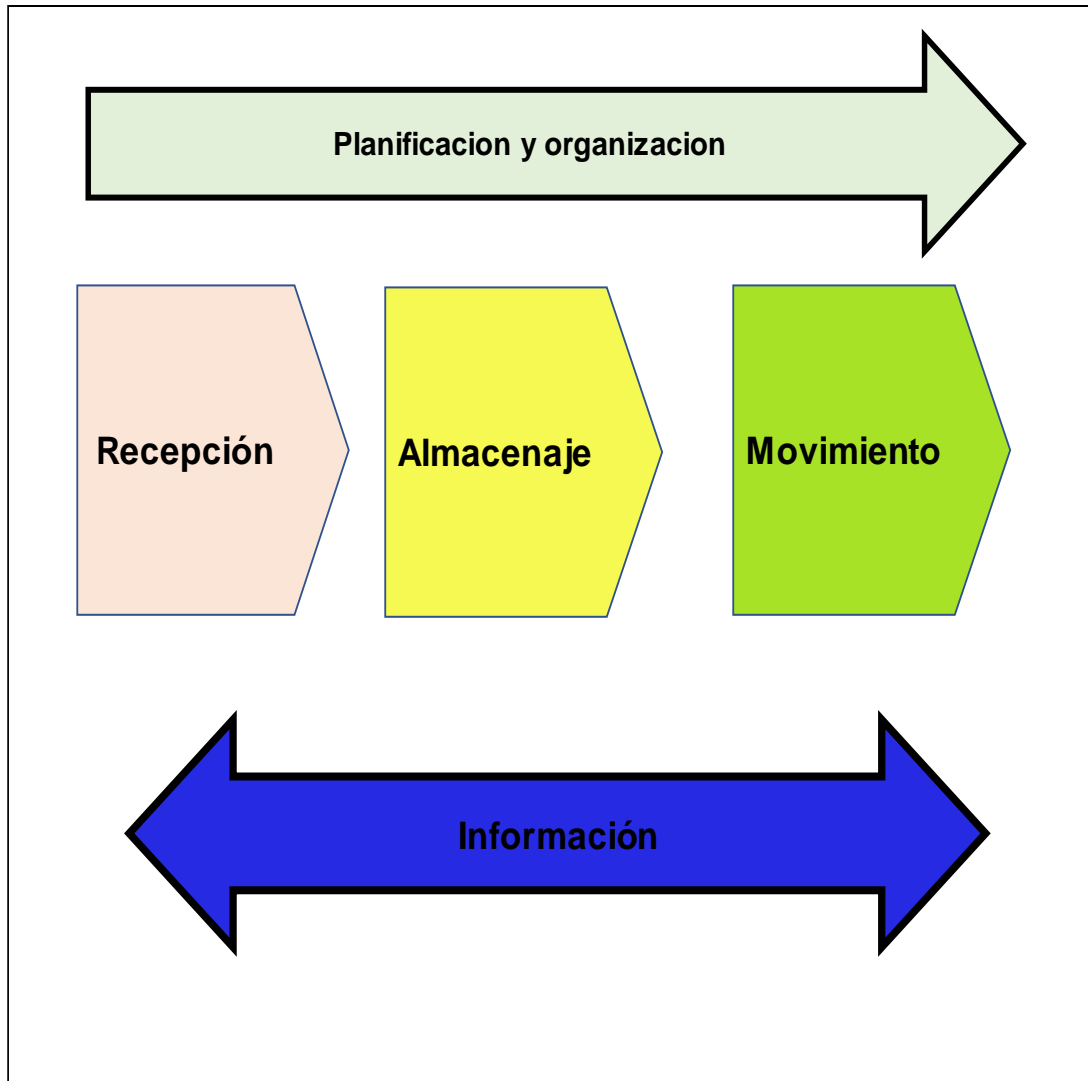 Planificacion y organizacion
Recepción
Almacenaje
Movimiento
Información